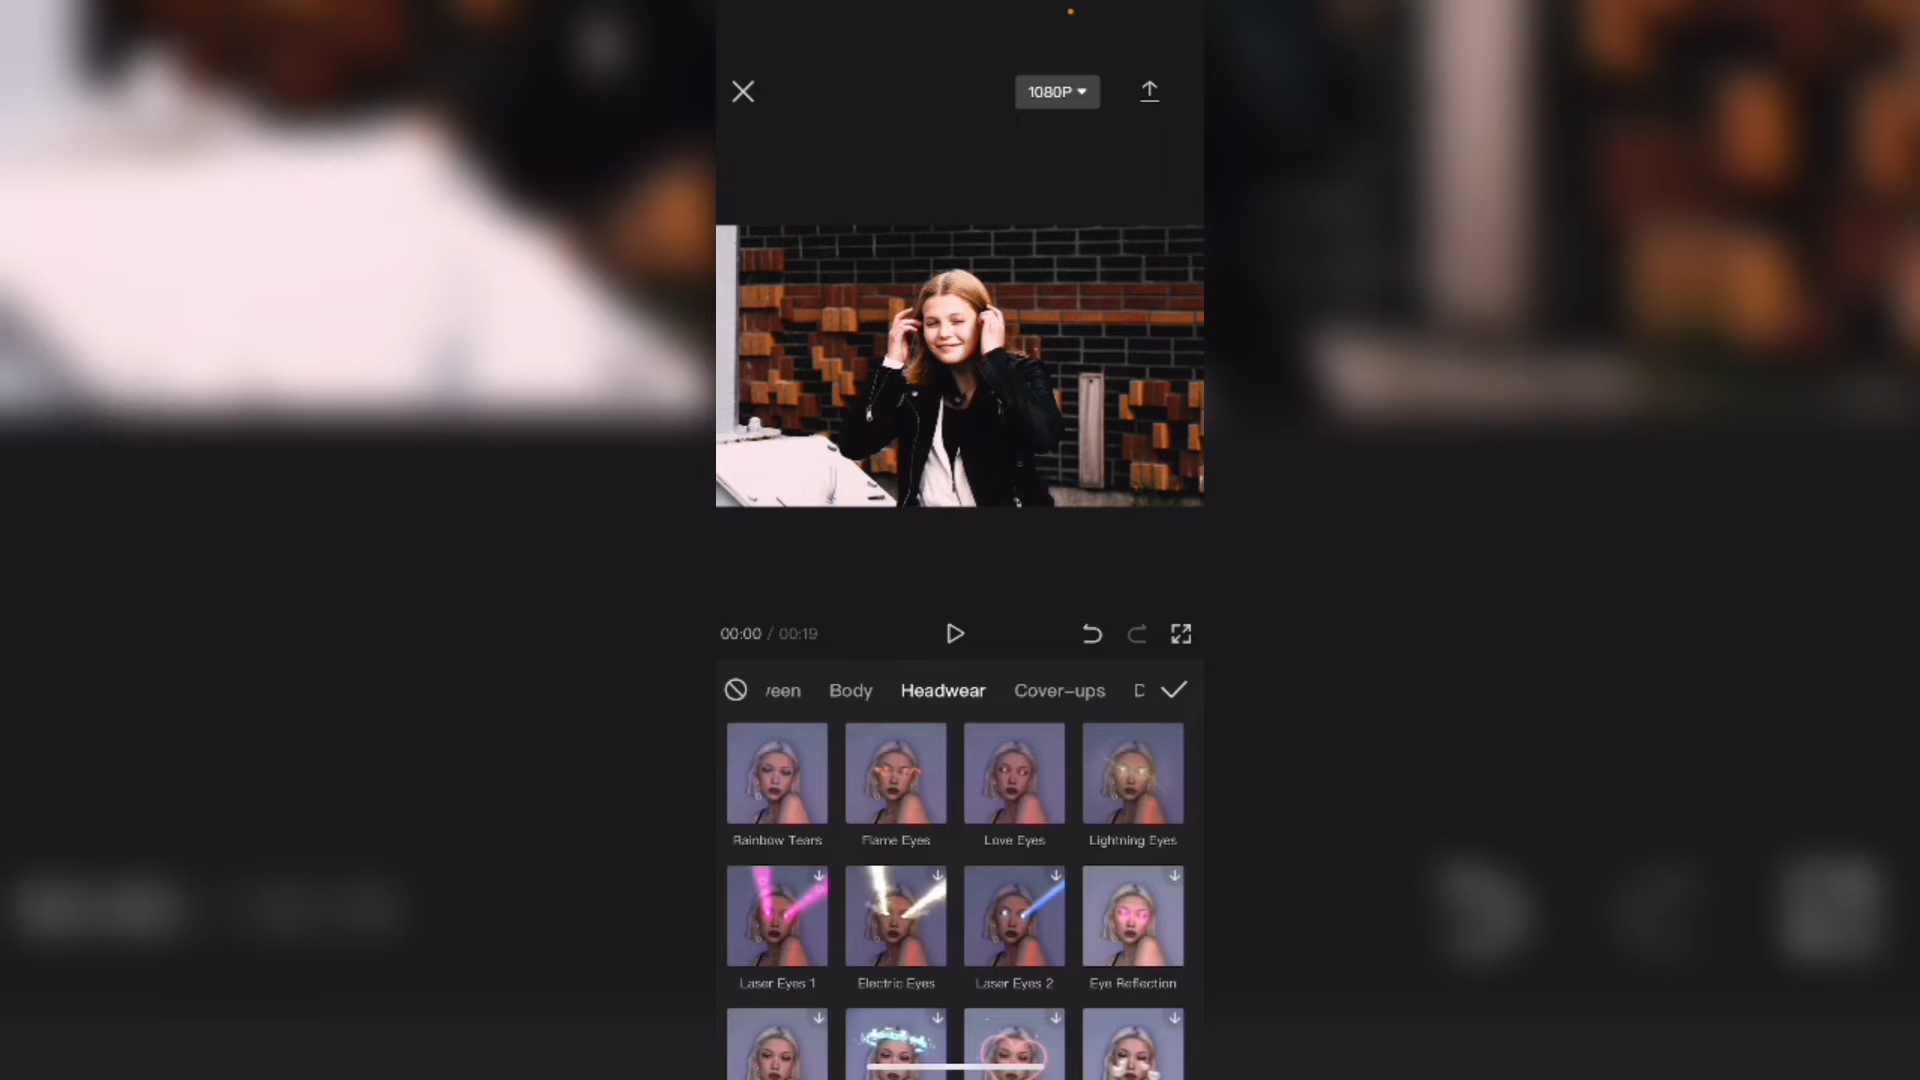 1080P
00:00 / 00:19
Body Headwear Cover-ups
Rainbow Tears Flame Eyes Love Eyes Lightning Eyes
Laser Eyes 1 Electric Eyes Laser Eyes 2 Eye Reflection